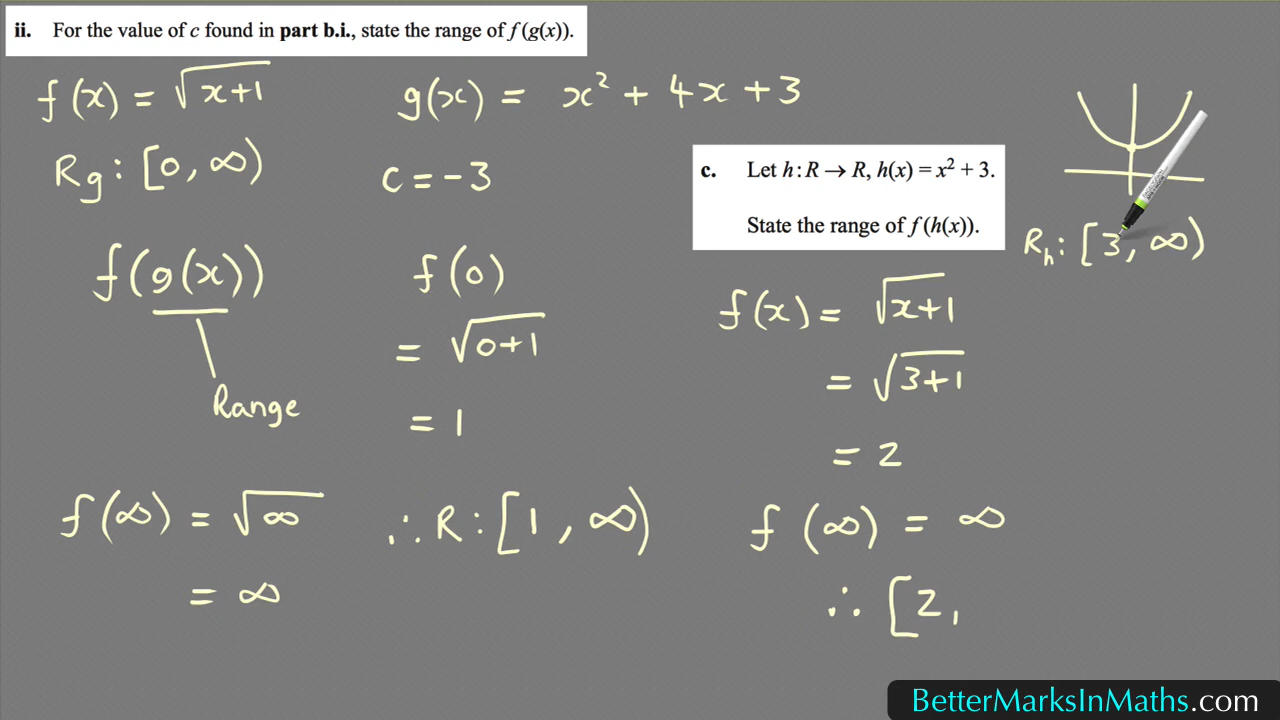 ii. For the value of c found in part b.i., state the range of f(g(x)).
f(x) = √(x+1)
g(x) = x² + 4x + 3
Rg : [0, ∞)
c = -3
f(g(x))
Range
f(0)
= √(0+1)
= 1
f(∞) = √∞
= ∞
∴ R : [1, ∞)
c. Let h : R → R, h(x) = x² + 3.
State the range of f(h(x)).
Rh : [3, ∞)
f(x) = √(x+1)
= √(3+1)
= 2
f(∞) = ∞
∴ [2,
BetterMarksInMaths.com